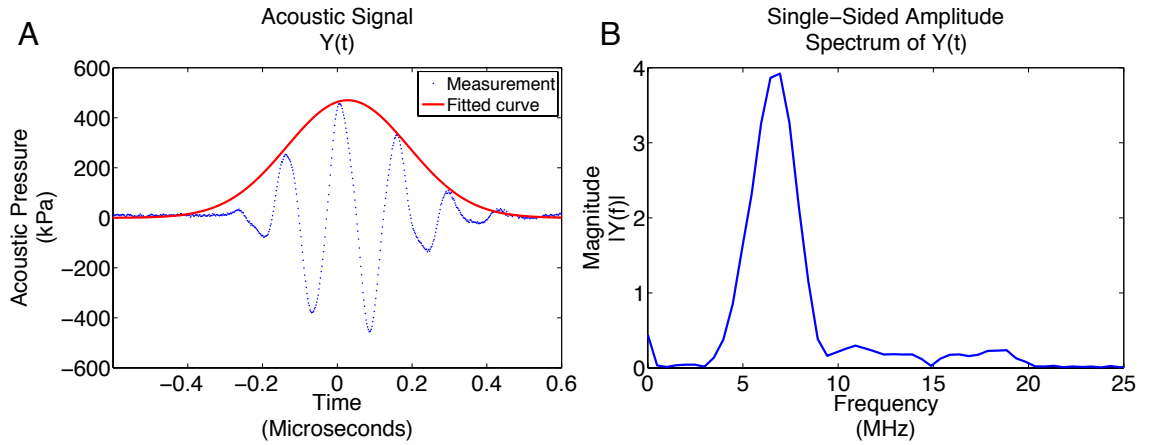 A
Acoustic Signal
Y(t)
Acoustic Pressure
(kPa)
600
400
200
0
−200
−400
−600
Measurement
Fitted curve
−0.4
−0.2
0
0.2
0.4
0.6
Time
(Microseconds)
B
Single−Sided Amplitude
Spectrum of Y(t)
Magnitude
|Y(f)|
4
3
2
1
0
0
5
10
15
20
25
Frequency
(MHz)